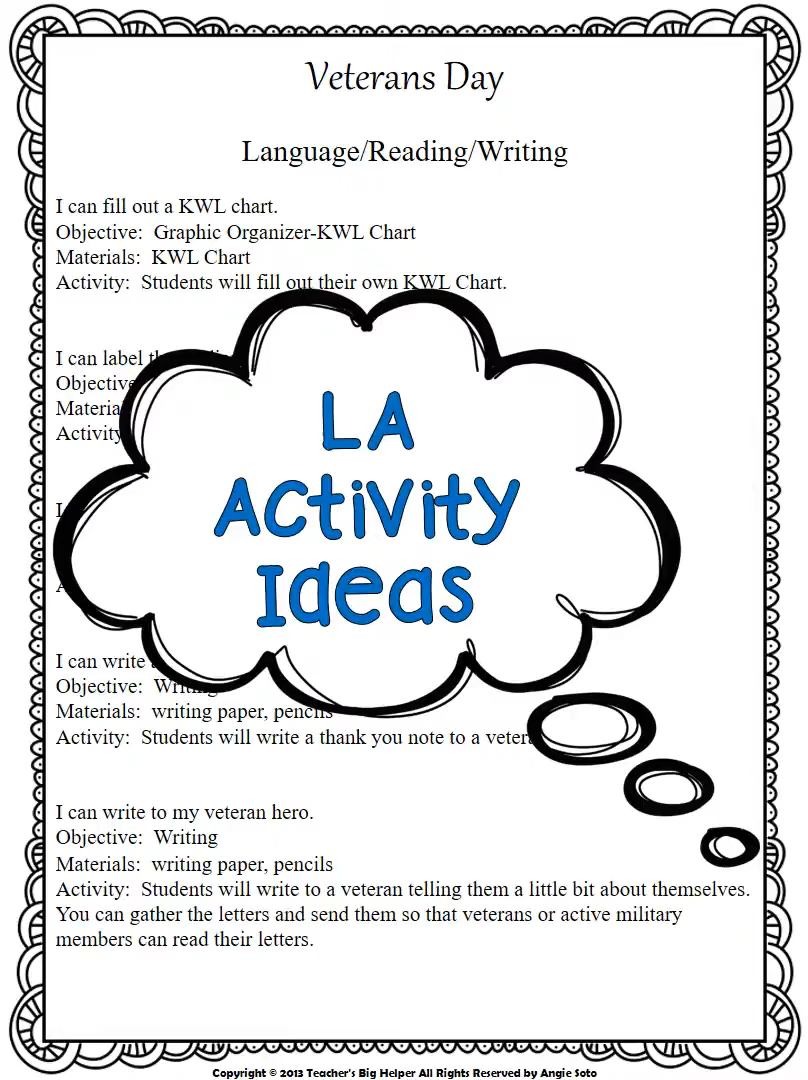 Veterans Day
Language/Reading/Writing
I can fill out a KWL chart.
Objective:  Graphic Organizer-KWL Chart
Materials:  KWL Chart
Activity:  Students will fill out their own KWL Chart.
I can label
Objective
Activity
LA
Activity
Ideas
I can write
Objective:  Writing
Materials:  writing paper, pencils
Activity:  Students will write a thank you note to a
I can write to my veteran hero.
Objective:  Writing
Materials:  writing paper, pencils
Activity:  Students will write to a veteran telling them a little bit about themselves.
You can gather the letters and send them so that veterans or active military
members can read their letters.
Copyright © 2013 Teacher's Big Helper All Rights Reserved by Angie Soto